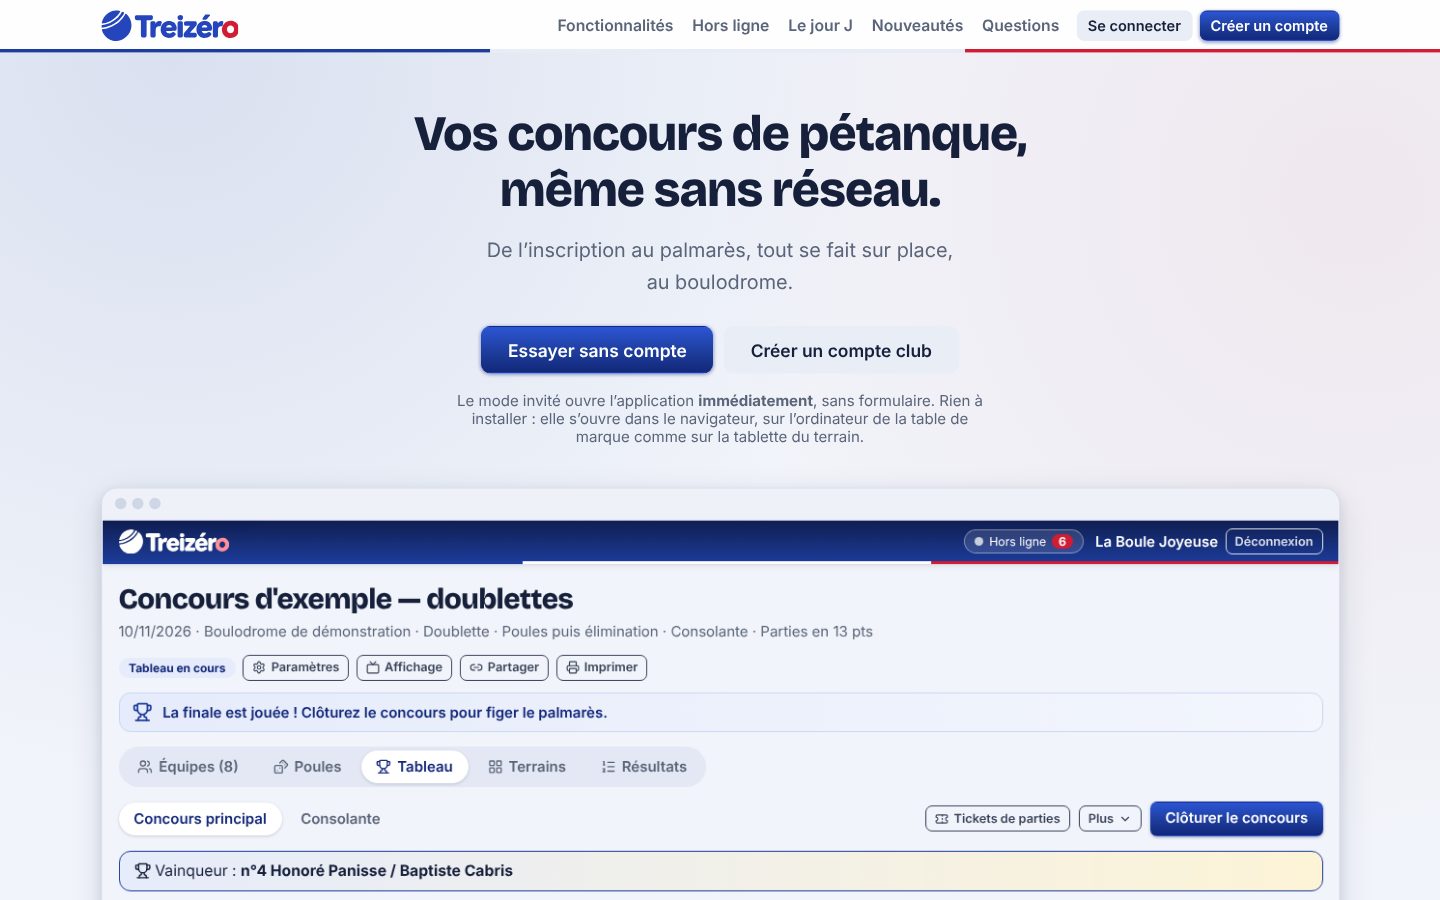 Treizéro
Fonctionnalités
Hors ligne
Le jour J
Nouveautés
Questions
Se connecter
Créer un compte
Vos concours de pétanque,
même sans réseau.
De l’inscription au palmarès, tout se fait sur place,
au boulodrome.
Essayer sans compte
Créer un compte club
Le mode invité ouvre l’application immédiatement, sans formulaire. Rien à
installer : elle s’ouvre dans le navigateur, sur l’ordinateur de la table de
marque comme sur la tablette du terrain.
Treizéro
Hors ligne 6
La Boule Joyeuse
Déconnexion
Concours d'exemple — doublettes
10/11/2026 · Boulodrome de démonstration · Doublette · Poules puis élimination · Consolante · Parties en 13 pts
Tableau en cours
Paramètres
Affichage
Partager
Imprimer
La finale est jouée ! Clôturez le concours pour figer le palmarès.
Équipes (8)
Poules
Tableau
Terrains
Résultats
Concours principal
Consolante
Tickets de parties
Plus
Clôturer le concours
Vainqueur : n°4 Honoré Panisse / Baptiste Cabris